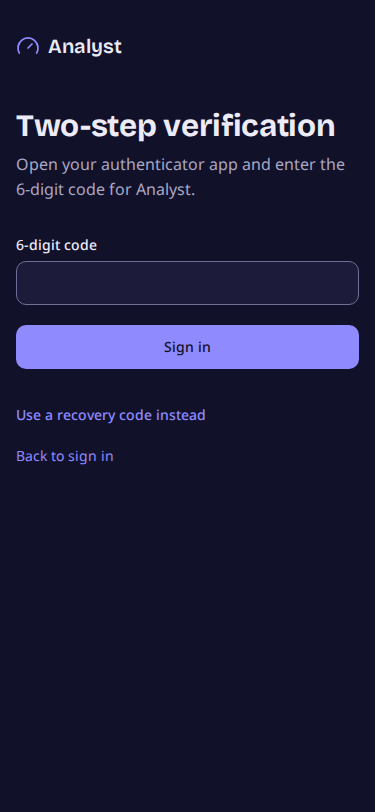 Analyst
Two-step verification
Open your authenticator app and enter the
6-digit code for Analyst.
6-digit code
Sign in
Use a recovery code instead
Back to sign in